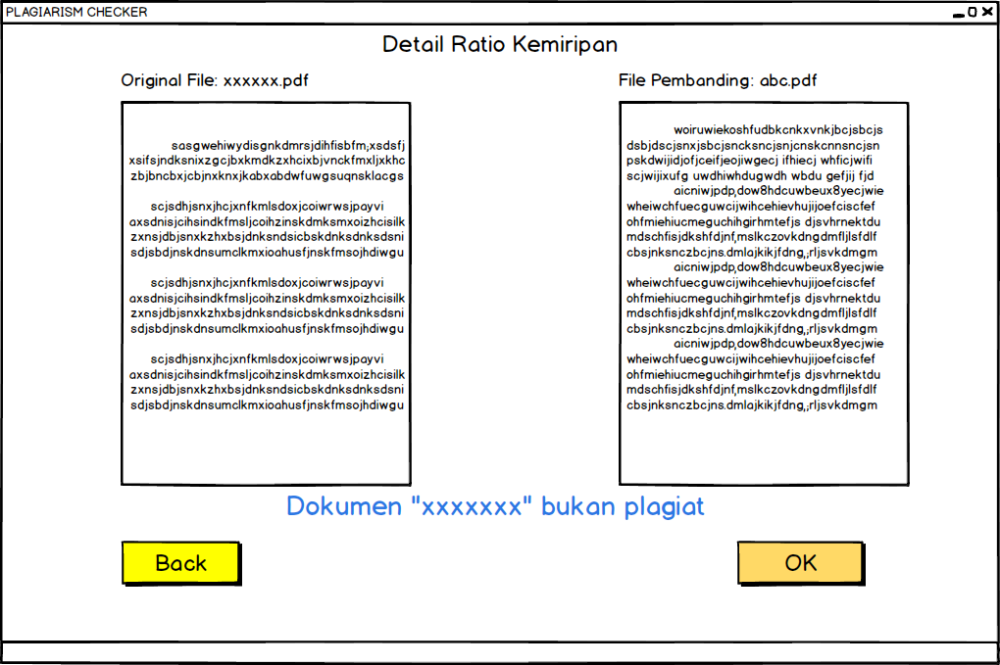 PLAGIARISM CHECKER
Detail Ratio Kemiripan
Original File: xxxxxx.pdf
sasgwehiwydisgnkdmrsjdihfisbfm;xsdsfj
xsifsjndksnixzgcjbxkmdkzxhcixbjvnckfmxljxkhc
zbjbncbxjcbjnxknxjkabxabdwfuwgsuqnsklacgs
scjsdhjsnxjhcjxnfkmlsdoxjcoiwrwsjpayvi
axsdnisjcihsindkfmsljcoihzinskdmksmxoizhcisilk
zxnsjdbjsnxkzhxbsjdnksndsicbskdnksdnksdsni
sdjsbdjnskdnsumclkmxioahusfjnskfmsojhdiwgu
scjsdhjsnxjhcjxnfkmlsdoxjcoiwrwsjpayvi
axsdnisjcihsindkfmsljcoihzinskdmksmxoizhcisilk
zxnsjdbjsnxkzhxbsjdnksndsicbskdnksdnksdsni
sdjsbdjnskdnsumclkmxioahusfjnskfmsojhdiwgu
scjsdhjsnxjhcjxnfkmlsdoxjcoiwrwsjpayvi
axsdnisjcihsindkfmsljcoihzinskdmksmxoizhcisilk
zxnsjdbjsnxkzhxbsjdnksndsicbskdnksdnksdsni
sdjsbdjnskdnsumclkmxioahusfjnskfmsojhdiwgu
File Pembanding: abc.pdf
woiruwiekoshfudbkcnkxvnkjbcjsbcjs
dsbjdscjsnxjsbcjsncksncjsnjcnskcnnsncjsn
pskdwijidjofjceifjeojiwgecj ifhiecj whficjwifi
scjwijixufg uwdhiwhdugwdh wbdu gefjij fjd
aicniwjpdp,dow8hdcuwbeux8yecjwie
wheiwchfuecguwcijwihcehievhujijoefciscfef
ohfmiehiucmeguchihgirhmtefjs djsvhrnektdu
mdschfisjdkshfdjnf,mslkczovkdngdmfljlsfdlf
cbsjnksnczbcjns.dmlajkikjfdng,;rljsvkdmgm
aicniwjpdp,dow8hdcuwbeux8yecjwie
wheiwchfuecguwcijwihcehievhujijoefciscfef
ohfmiehiucmeguchihgirhmtefjs djsvhrnektdu
mdschfisjdkshfdjnf,mslkczovkdngdmfljlsfdlf
cbsjnksnczbcjns.dmlajkikjfdng,;rljsvkdmgm
aicniwjpdp,dow8hdcuwbeux8yecjwie
wheiwchfuecguwcijwihcehievhujijoefciscfef
ohfmiehiucmeguchihgirhmtefjs djsvhrnektdu
mdschfisjdkshfdjnf,mslkczovkdngdmfljlsfdlf
cbsjnksnczbcjns.dmlajkikjfdng,;rljsvkdmgm
Dokumen "xxxxxxx" bukan plagiat
Back
OK